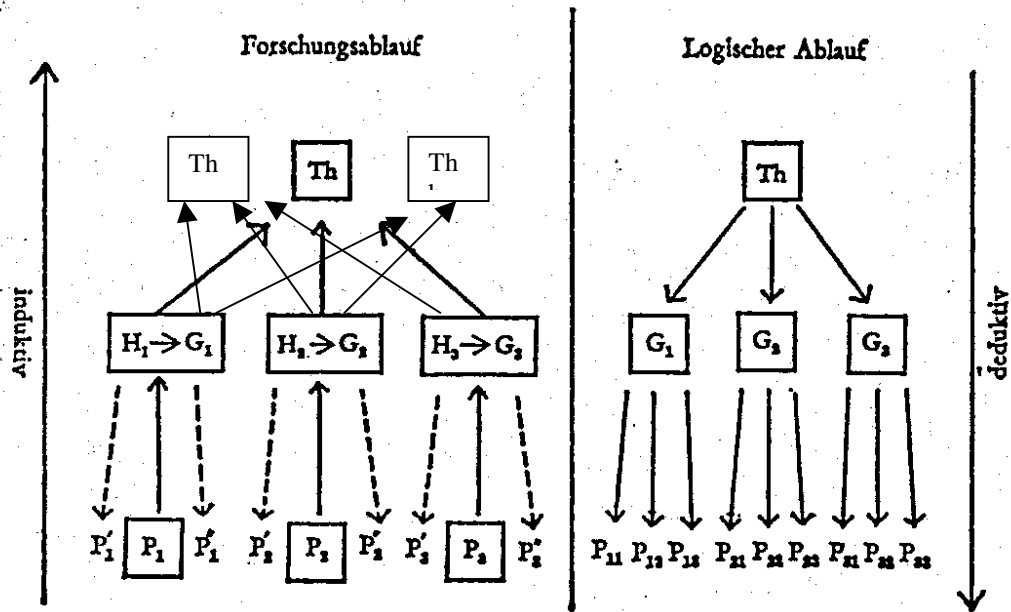 Forschungsablauf
Logischer Ablauf
induktiv
Th
Th
Th
H₁→G₁
H₂→G₂
H₃→G₃
P₁′
P₁
P₁″
P₂′
P₂
P₂″
P₃′
P₃
P₃″
Th
G₁
G₂
G₃
P₁₁ P₁₂ P₁₃ P₂₁ P₂₂ P₂₃ P₃₁ P₃₂ P₃₃
deduktiv